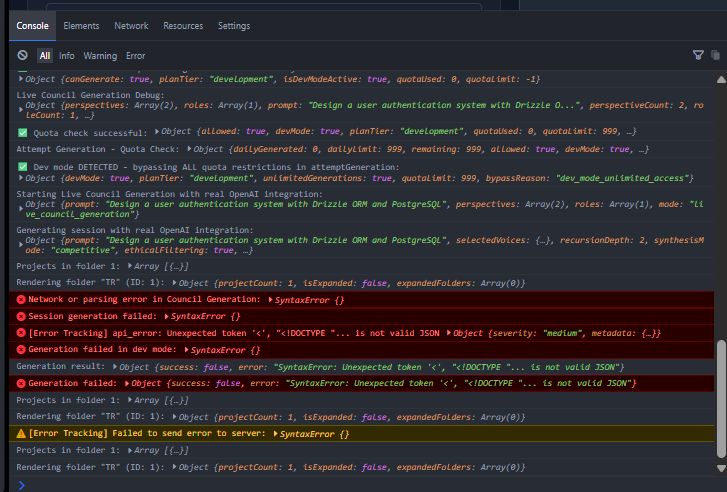 Console Elements Network Resources Settings
All Info Warning Error
Object {canGenerate: true, planTier: "development", isDevModeActive: true, quotaUsed: 0, quotaLimit: -1}
Live Council Generation Debug:
Object {perspectives: Array(2), roles: Array(1), prompt: "Design a user authentication system with Drizzle O...", perspectiveCount: 2, ro
leCount: 1, …}
✅ Quota check successful: Object {allowed: true, devMode: true, planTier: "development", quotaUsed: 0, quotaLimit: 999, …}
Attempt Generation - Quota Check: Object {dailyGenerated: 0, dailyLimit: 999, remaining: 999, allowed: true, devMode: true, …}
✅ Dev mode DETECTED - bypassing ALL quota restrictions in attemptGeneration:
Object {devMode: true, planTier: "development", unlimitedGenerations: true, quotaLimit: 999, bypassReason: "dev_mode_unlimited_access"}
Starting Live Council Generation with real OpenAI integration:
Object {prompt: "Design a user authentication system with Drizzle ORM and PostgreSQL", perspectives: Array(2), roles: Array(1), mode: "li
ve_council_generation"}
Generating session with real OpenAI integration:
Object {prompt: "Design a user authentication system with Drizzle ORM and PostgreSQL", selectedVoices: {…}, recursionDepth: 2, synthesisM
ode: "competitive", ethicalFiltering: true, …}
Projects in folder 1: Array [{…}]
Rendering folder "TR" (ID: 1): Object {projectCount: 1, isExpanded: false, expandedFolders: Array(0)}
Network or parsing error in Council Generation: SyntaxError {}
Session generation failed: SyntaxError {}
[Error Tracking] api_error: Unexpected token '<', "<!DOCTYPE "... is not valid JSON Object {severity: "medium", metadata: {…}}
Generation failed in dev mode: SyntaxError {}
Generation result: Object {success: false, error: "SyntaxError: Unexpected token '<', "<!DOCTYPE "... is not valid JSON"}
Generation failed: Object {success: false, error: "SyntaxError: Unexpected token '<', "<!DOCTYPE "... is not valid JSON"}
Projects in folder 1: Array [{…}]
Rendering folder "TR" (ID: 1): Object {projectCount: 1, isExpanded: false, expandedFolders: Array(0)}
[Error Tracking] Failed to send error to server: SyntaxError {}
Projects in folder 1: Array [{…}]
Rendering folder "TR" (ID: 1): Object {projectCount: 1, isExpanded: false, expandedFolders: Array(0)}